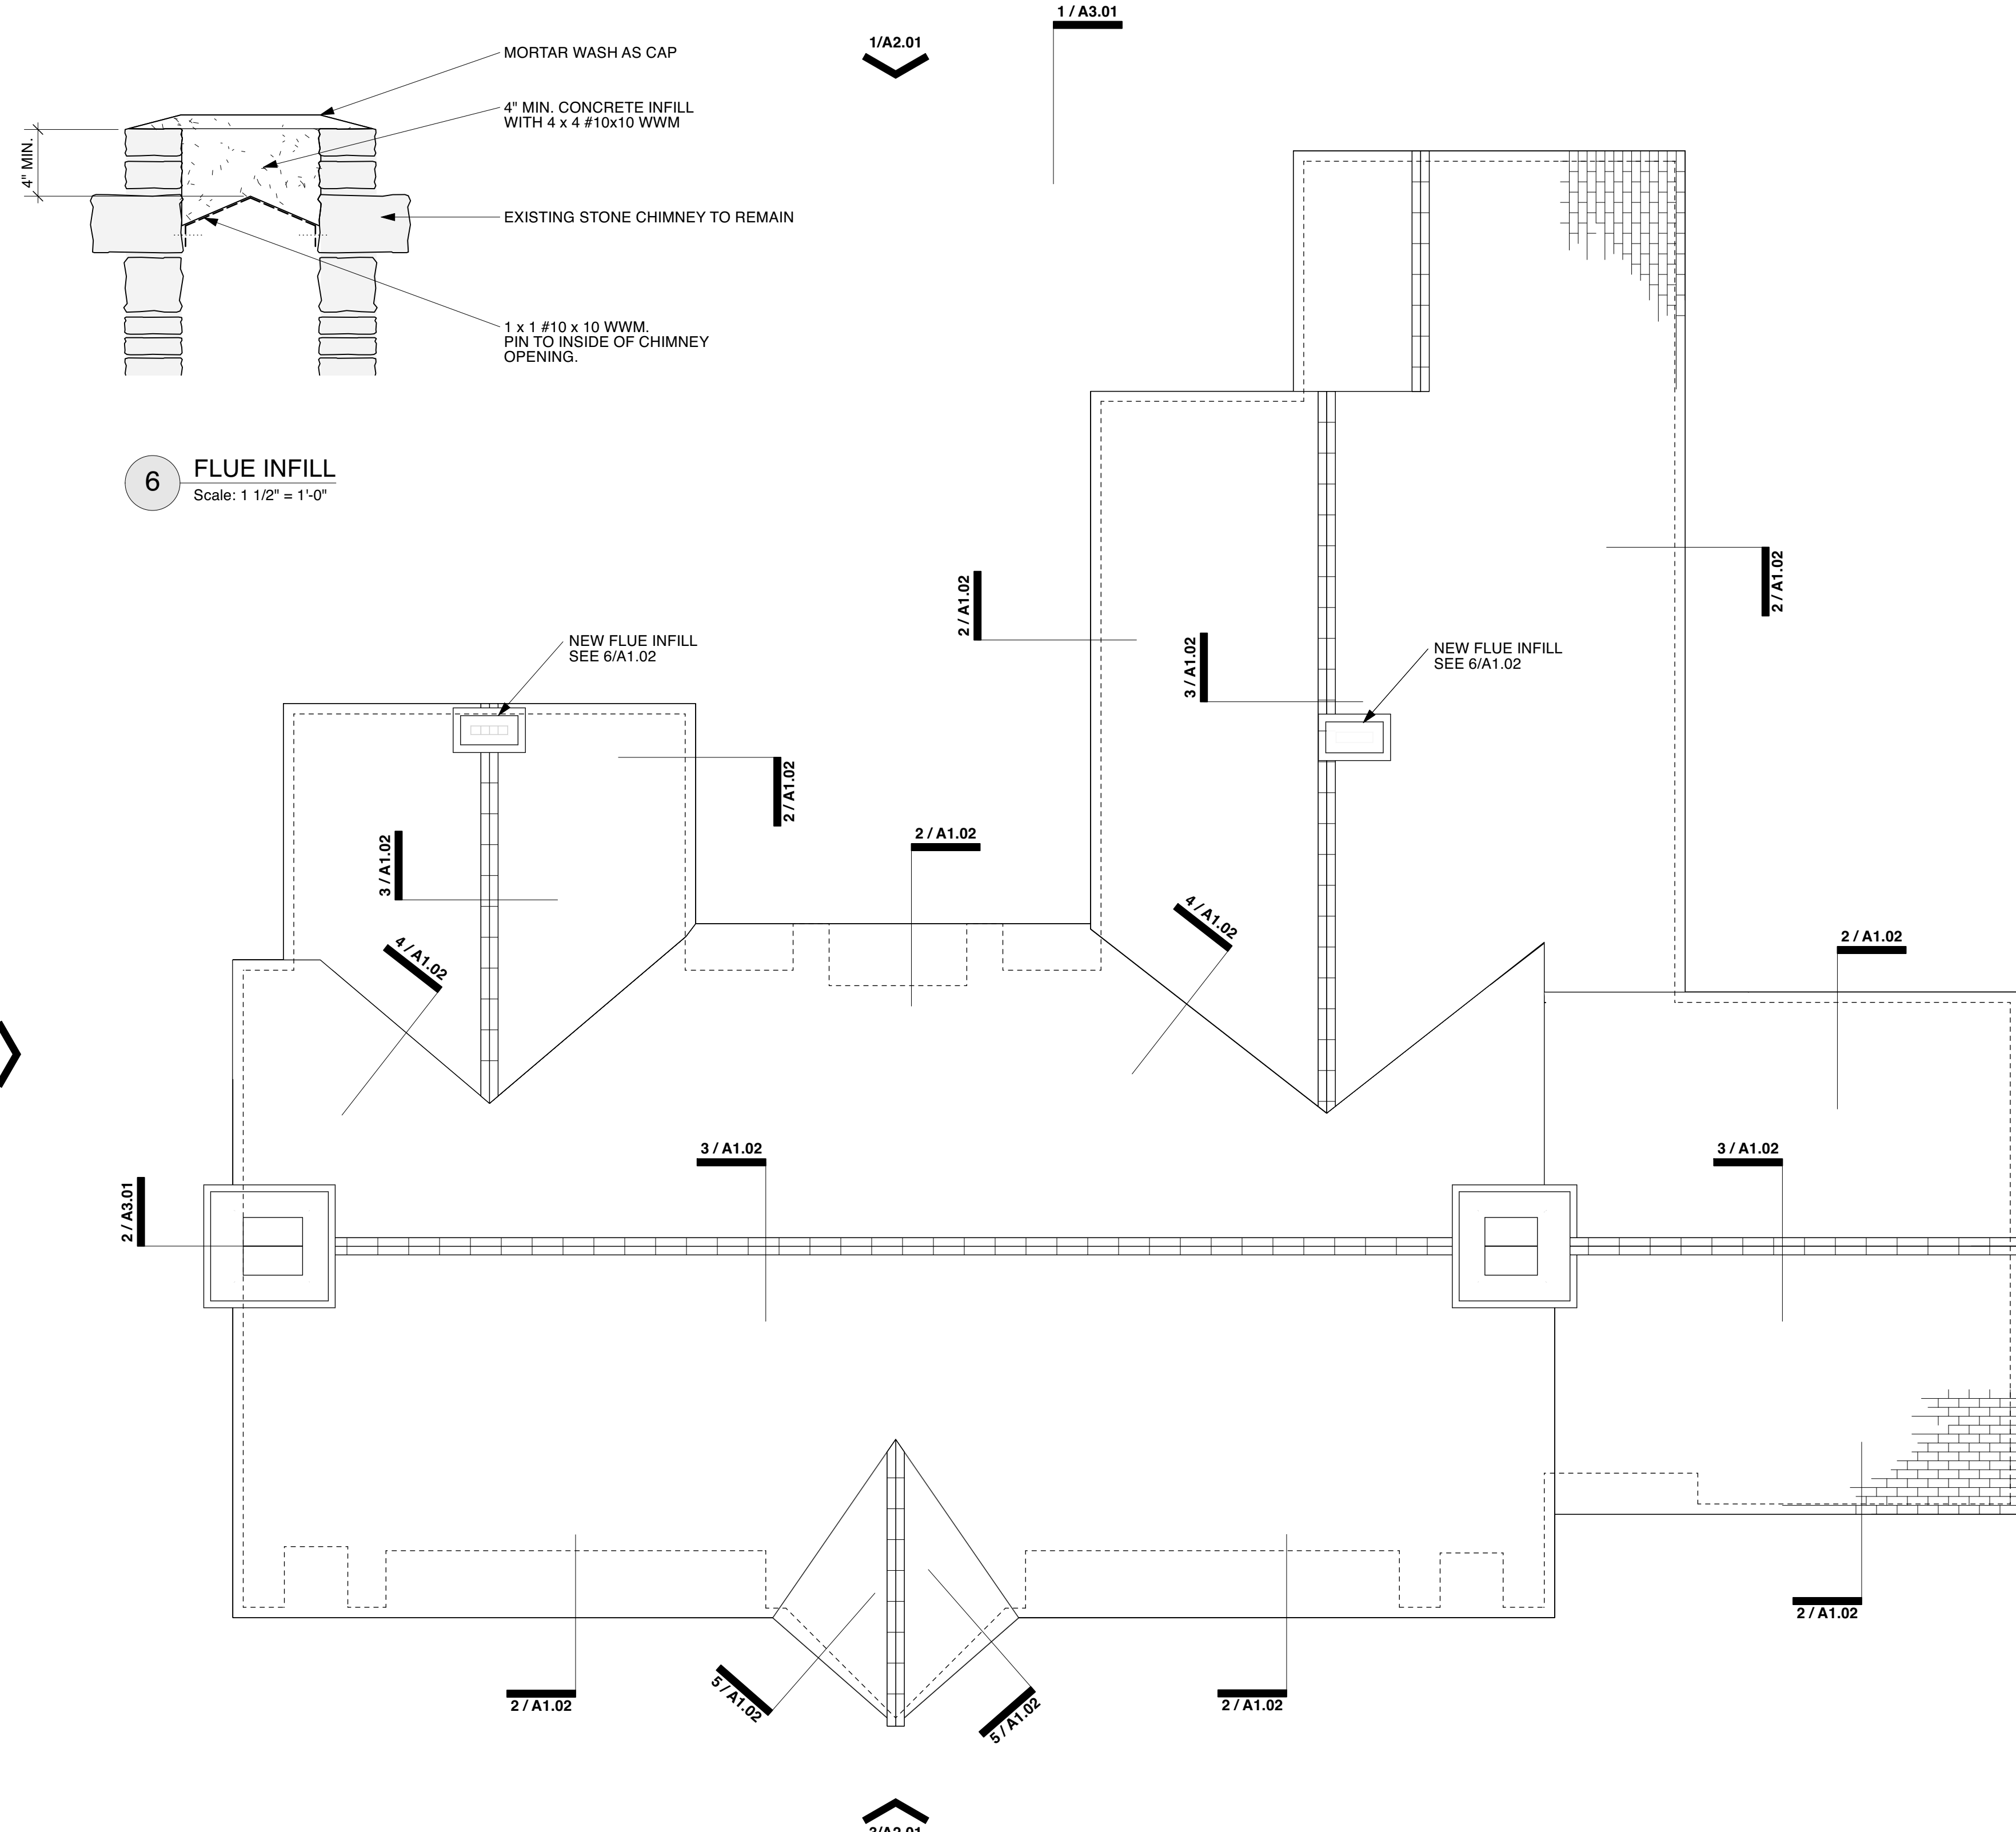 1 / A3.01
1/A2.01
MORTAR WASH AS CAP
4" MIN. CONCRETE INFILL
WITH 4 x 4 #10x10 WWM
4" MIN.
EXISTING STONE CHIMNEY TO REMAIN
1 x 1 #10 x 10 WWM.
PIN TO INSIDE OF CHIMNEY
OPENING.
6
FLUE INFILL
Scale: 1 1/2" = 1'-0"
2 / A1.02
2 / A1.02
NEW FLUE INFILL
SEE 6/A1.02
3 / A1.02
NEW FLUE INFILL
SEE 6/A1.02
2 / A1.02
3 / A1.02
2 / A1.02
4 / A1.02
4 / A1.02
2 / A1.02
3 / A1.02
3 / A1.02
2 / A3.01
2 / A1.02
2 / A1.02
5 / A1.02
5 / A1.02
2 / A1.02
3/A2.01